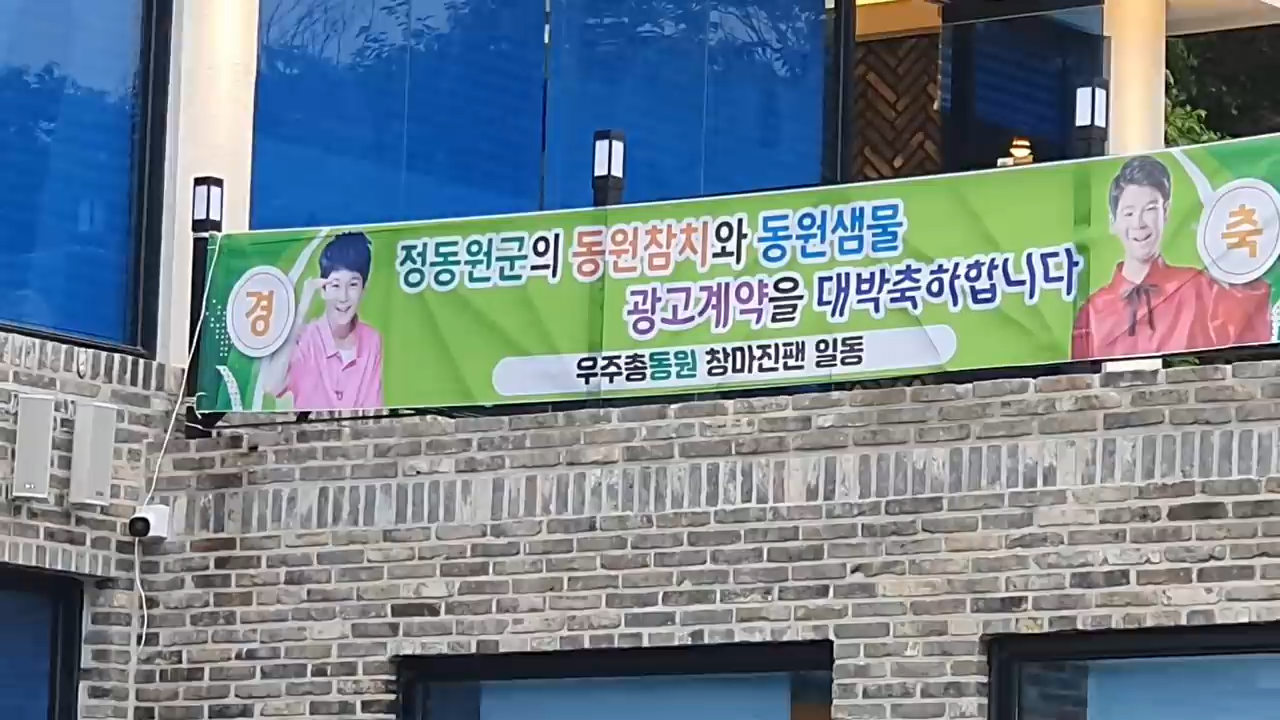 경
정동원군의 동원참치와 동원샘물
광고계약을 대박축하합니다
우주총동원 창마진팬 일동
축